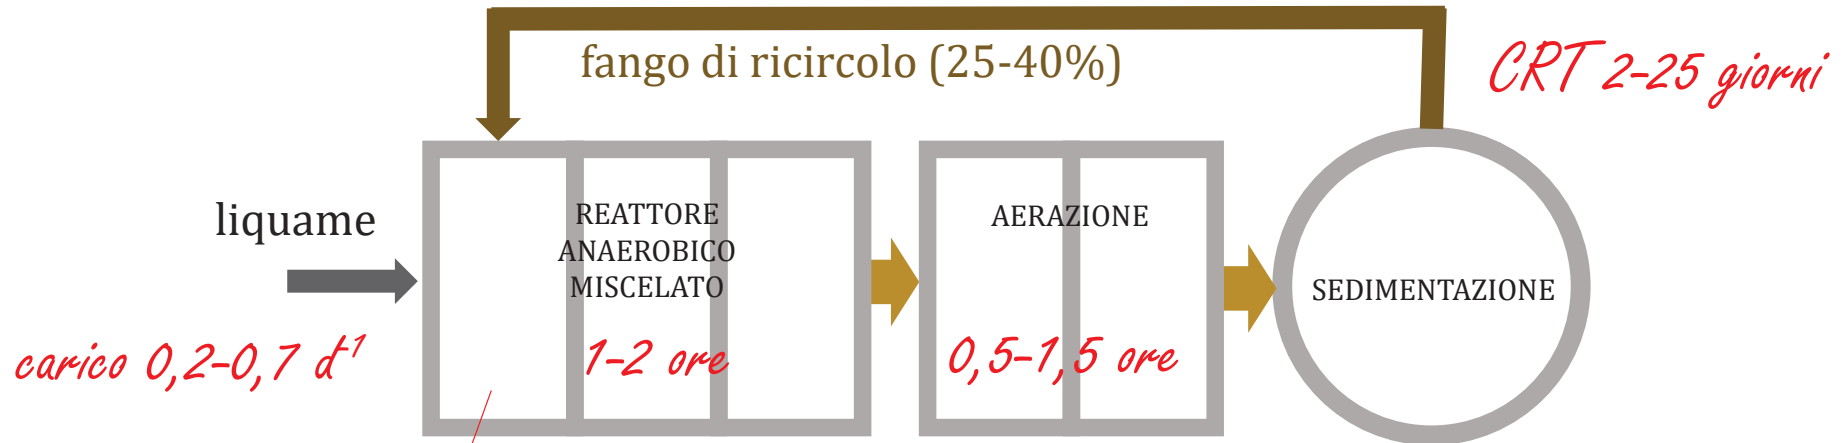 fango di ricircolo (25-40%)
CRT 2-25 giorni
liquame
REATTORE
ANAEROBICO
MISCELATO
AERAZIONE
SEDIMENTAZIONE
carico 0,2-0,7 d⁻¹
1-2 ore
0,5-1,5 ore